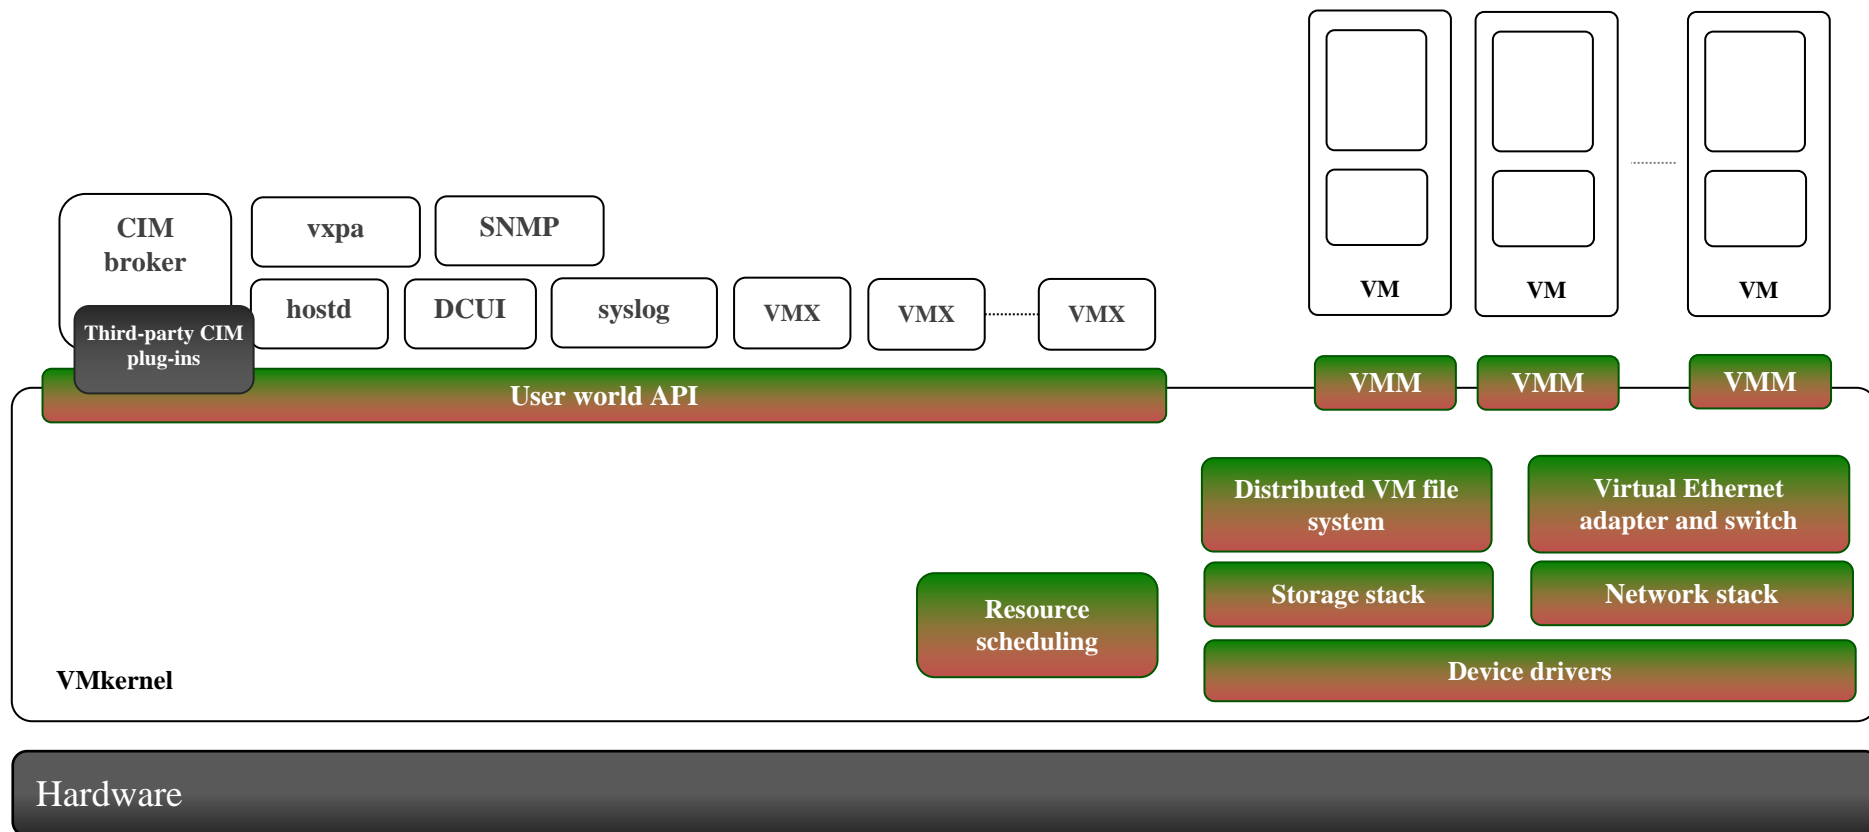 CIM
broker
vxpa
SNMP
Third-party CIM
plug-ins
hostd
DCUI
syslog
VMX
VMX
VMX
VM
VM
VM
User world API
VMM
VMM
VMM
Distributed VM file
system
Virtual Ethernet
adapter and switch
Resource
scheduling
Storage stack
Network stack
Device drivers
VMkernel
Hardware